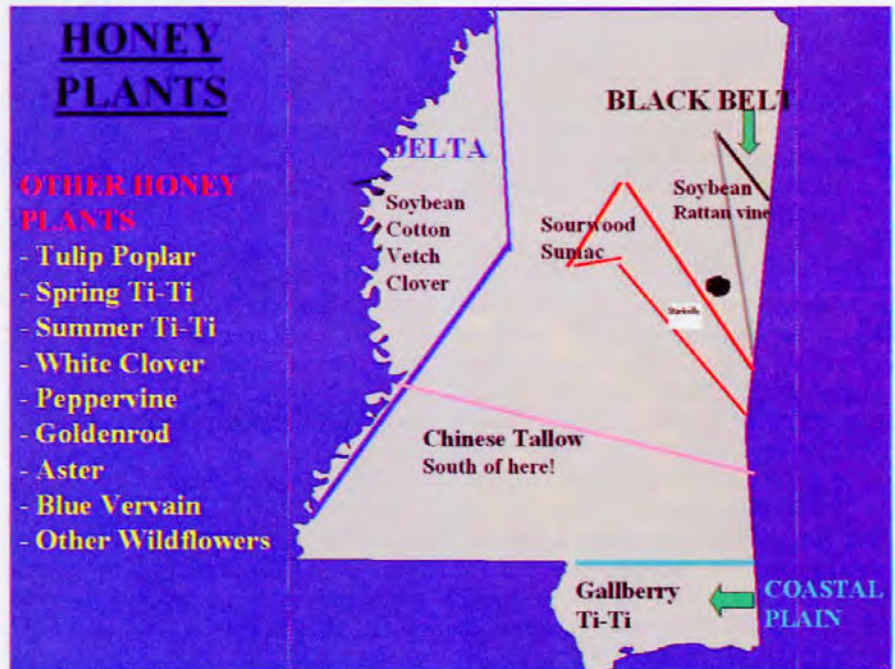 HONEY
PLANTS
OTHER HONEY
PLANTS
- Tulip Poplar
- Spring Ti-Ti
- Summer Ti-Ti
- White Clover
- Peppervine
- Goldenrod
- Aster
- Blue Vervain
- Other Wildflowers
DELTA
Soybean
Cotton
Vetch
Clover
BLACK BELT
Soybean
Rattan vine
Sourwood
Sumac
Starkville
Chinese Tallow
South of here!
Gallberry
Ti-Ti
COASTAL
PLAIN